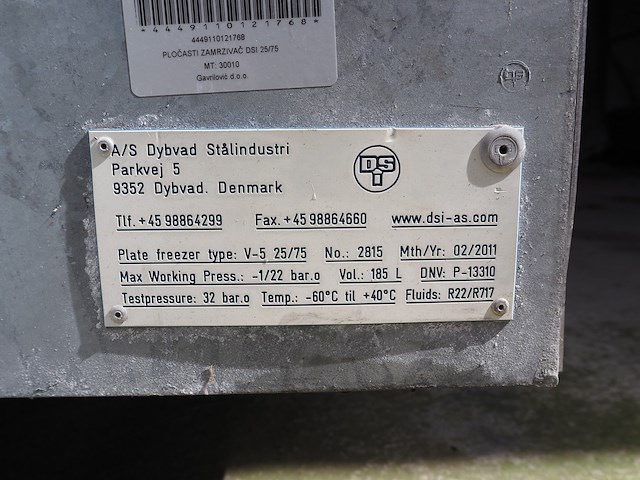 *4449110121768*
4449110121768
PLOČASTI ZAMRZIVAČ DSI 25/75
MT: 30010
Gavrilović d.o.o.
A/S Dybvad Stålindustri
Parkvej 5
9352 Dybvad. Denmark
DSI
Tlf. +45 98864299 Fax. +45 98864660 www.dsi-as.com
Plate freezer type: V-5 25/75 No.: 2815 Mth/Yr: 02/2011
Max Working Press.: -1/22 bar.o Vol.: 185 L DNV: P-13310
Testpressure: 32 bar.o Temp.: -60°C til +40°C Fluids: R22/R717